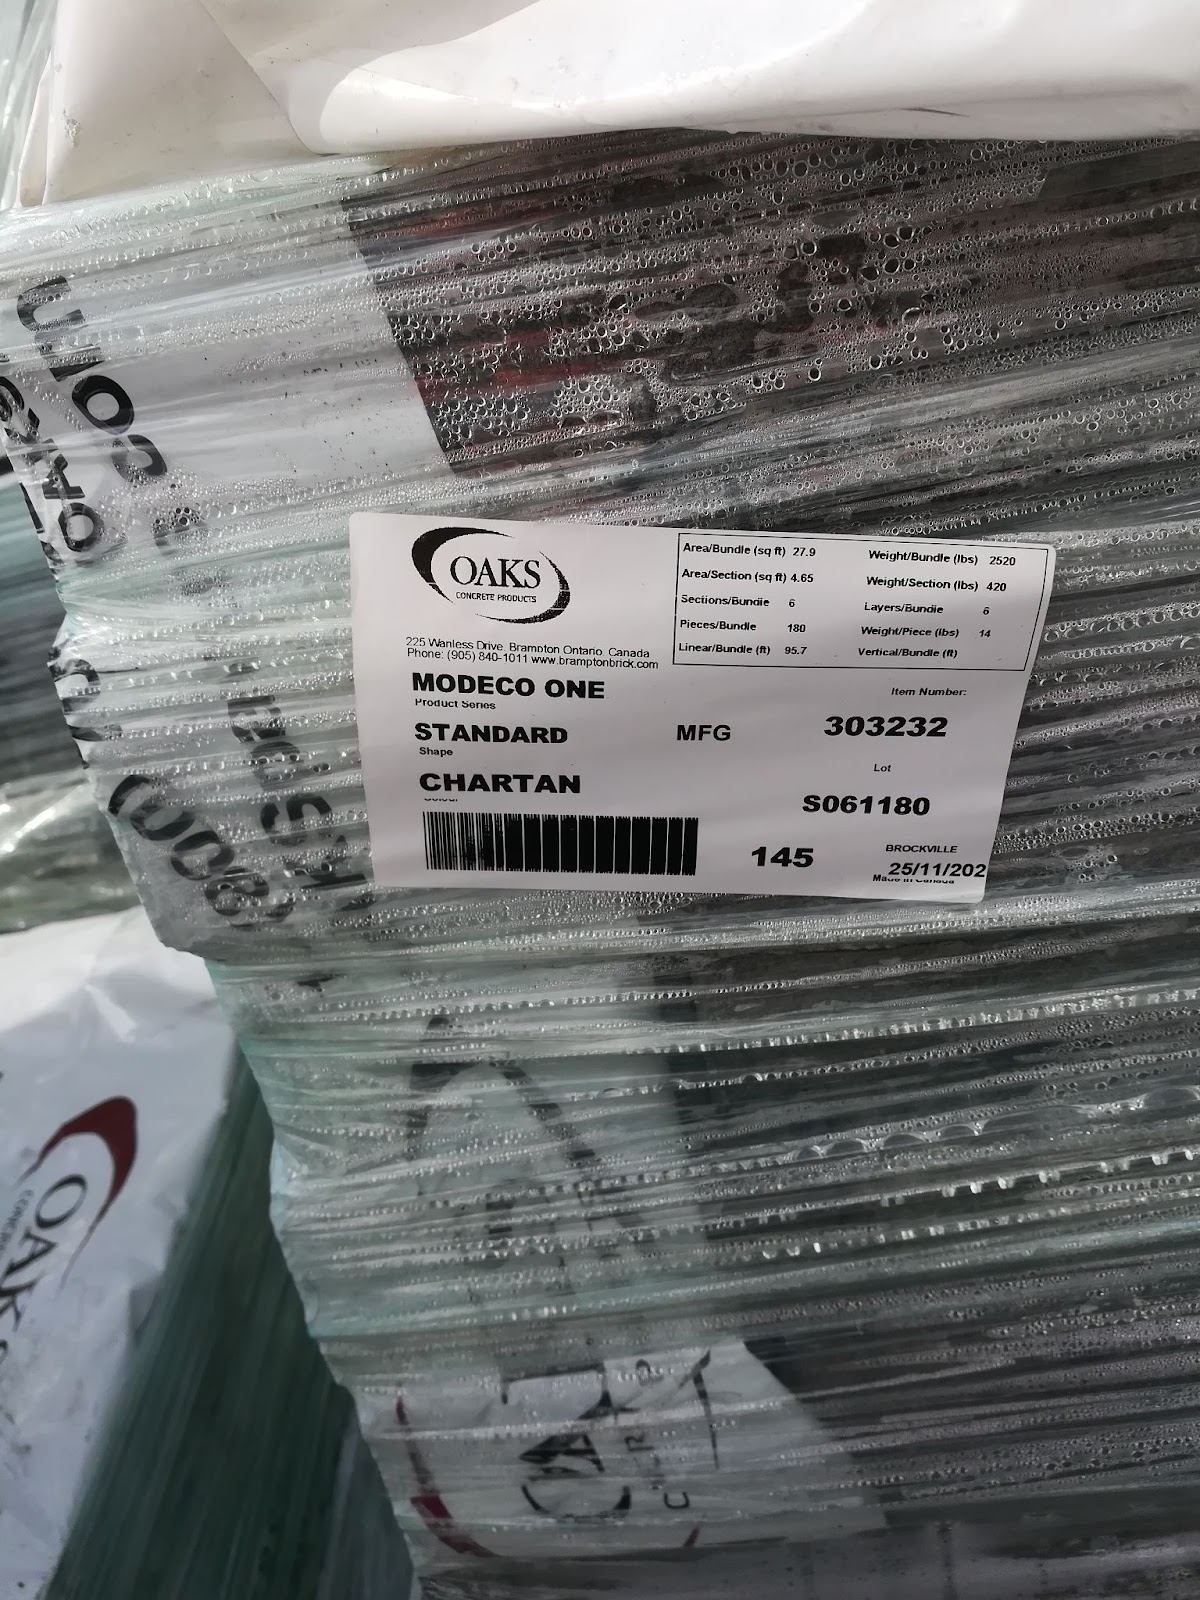 OAKS
CONCRETE PRODUCTS
225 Wanless Drive, Brampton Ontario, Canada
Phone: (905) 840-1011 www.bramptonbrick.com
Area/Bundle (sq ft) 27.9 Weight/Bundle (lbs) 2520
Area/Section (sq ft) 4.65 Weight/Section (lbs) 420
Sections/Bundle 6 Layers/Bundle 6
Pieces/Bundle 180 Weight/Piece (lbs) 14
Linear/Bundle (ft) 95.7 Vertical/Bundle (ft)
MODECO ONE
Product Series
Item Number:
STANDARD MFG 303232
Shape
Lot
CHARTAN S061180
Colour
145
BROCKVILLE
25/11/202
Made in Canada
OAKS